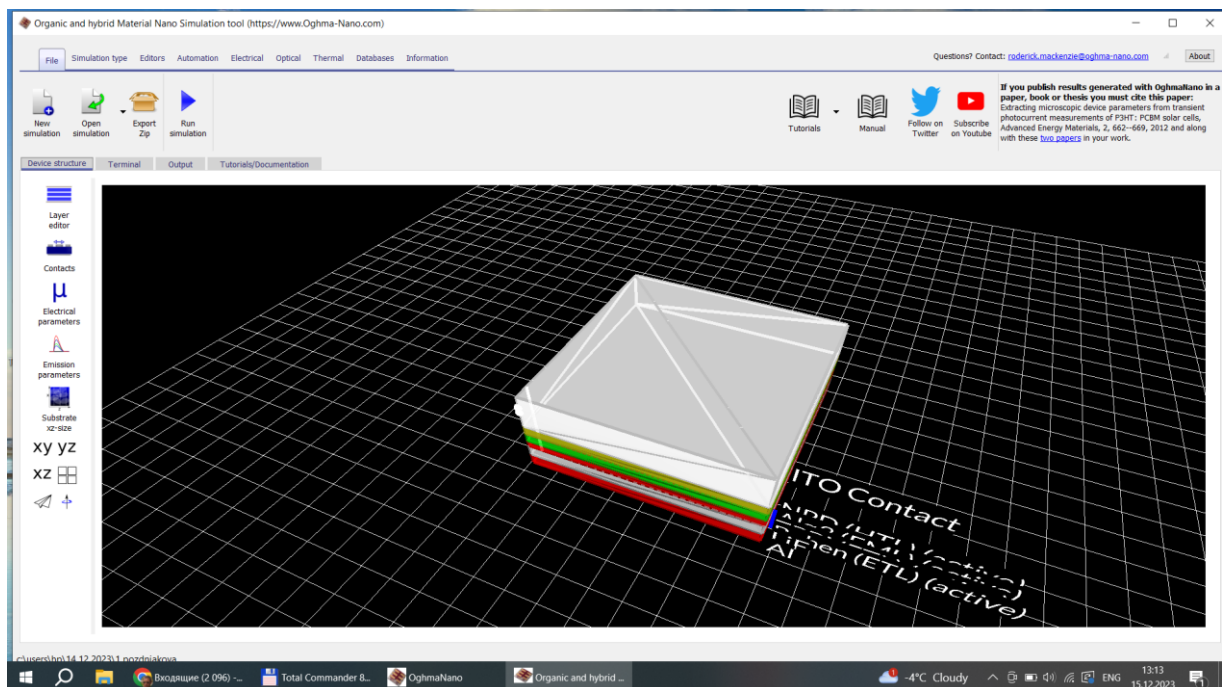 Organic and hybrid Material Nano Simulation tool (https://www.Oghma-Nano.com)
File Simulation type Editors Automation Electrical Optical Thermal Databases Information
Questions? Contact: roderick.mackenzie@oghma-nano.com About
New simulation
Open simulation
Export Zip
Run simulation
Tutorials
Manual
Follow on Twitter
Subscribe on Youtube
If you publish results generated with OghmaNano in a
paper, book or thesis you must cite this paper:
Extracting microscopic device parameters from transient
photocurrent measurements of P3HT: PCBM solar cells,
Advanced Energy Materials, 2, 662--669, 2012 and along
with these two papers in your work.
Device structure Terminal Output Tutorials/Documentation
Layer
editor
Contacts
μ
Electrical
parameters
Emission
parameters
Substrate
xz-size
xy yz
xz
ITO Contact
(ETL) (active)
Al
c:\users\hp\14.12.2023\1 pozdnjakova
Входящие (2 096) -... Total Commander 8... OghmaNano Organic and hybrid ... -4°C Cloudy ENG 13:13
15.12.2023 1